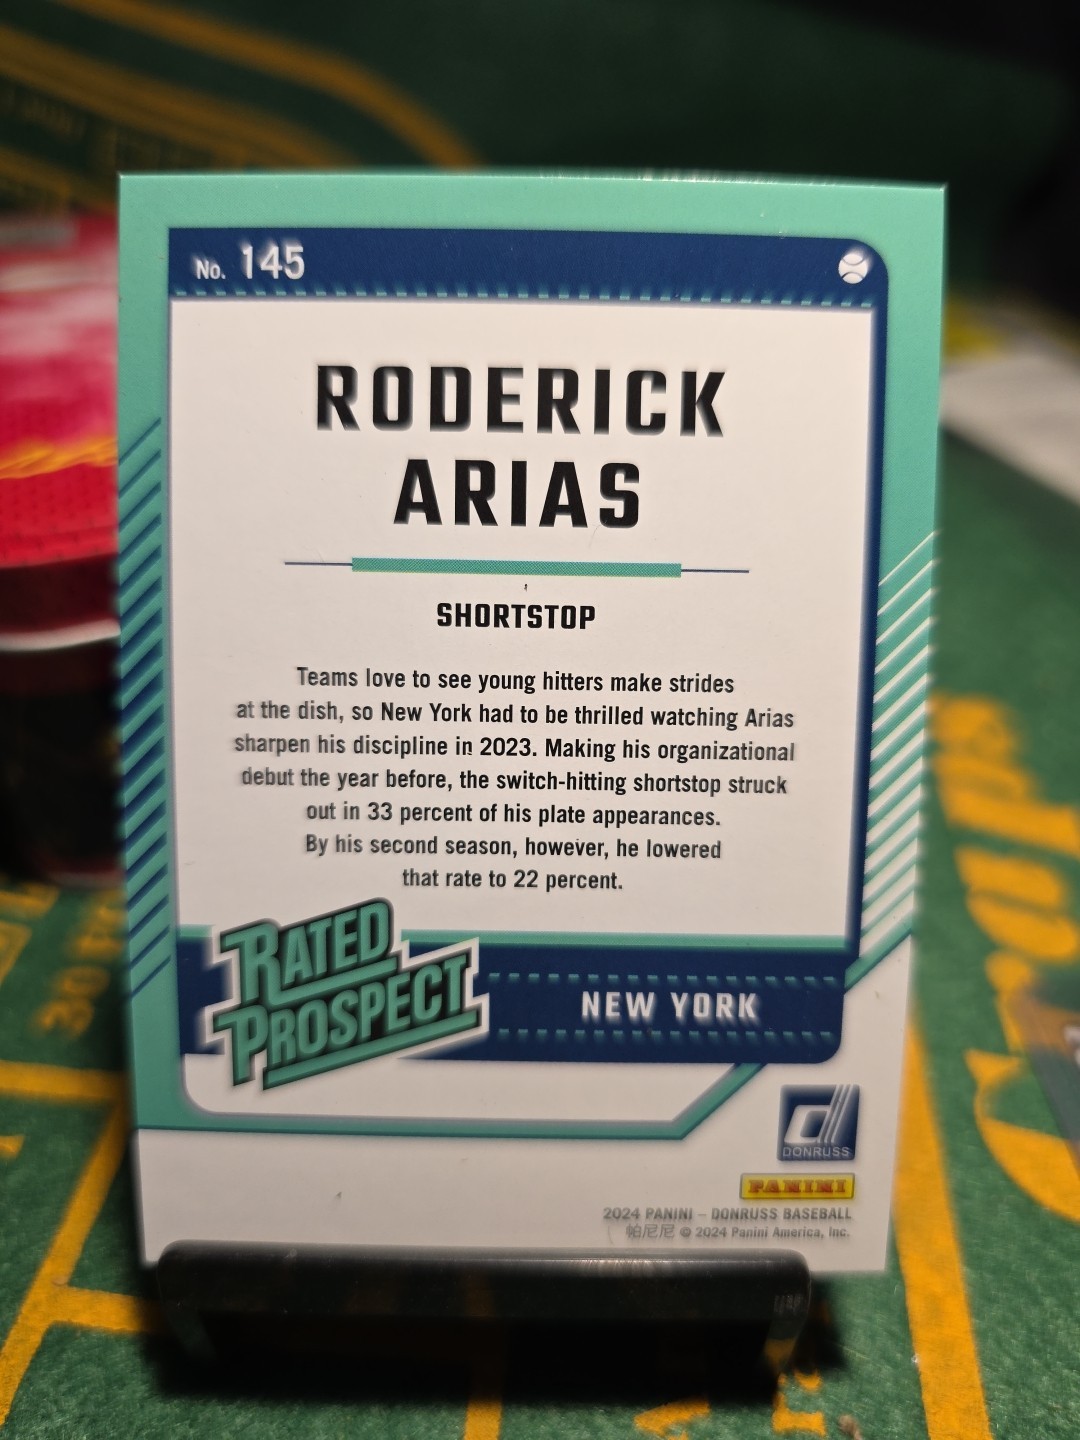 No. 145
RODERICK
ARIAS
SHORTSTOP
Teams love to see young hitters make strides
at the dish, so New York had to be thrilled watching Arias
sharpen his discipline in 2023. Making his organizational
debut the year before, the switch-hitting shortstop struck
out in 33 percent of his plate appearances.
By his second season, however, he lowered
that rate to 22 percent.
RATED
PROSPECT
NEW YORK
DONRUSS
PANINI
2024 PANINI – DONRUSS BASEBALL
帕尼尼 © 2024 Panini America, Inc.